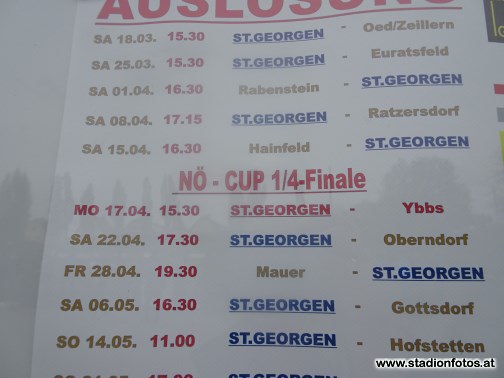 AUSLOSUNG
SA 18.03. 15.30 ST.GEORGEN - Oed/Zeillern
SA 25.03. 15.30 ST.GEORGEN - Euratsfeld
SA 01.04. 16.30 Rabenstein - ST.GEORGEN
SA 08.04. 17.15 ST.GEORGEN - Ratzersdorf
SA 15.04. 16.30 Hainfeld - ST.GEORGEN
NÖ - CUP 1/4-Finale
MO 17.04. 15.30 ST.GEORGEN - Ybbs
SA 22.04. 17.30 ST.GEORGEN - Oberndorf
FR 28.04. 19.30 Mauer - ST.GEORGEN
SA 06.05. 16.30 ST.GEORGEN - Gottsdorf
SO 14.05. 11.00 ST.GEORGEN - Hofstetten
www.stadionfotos.at